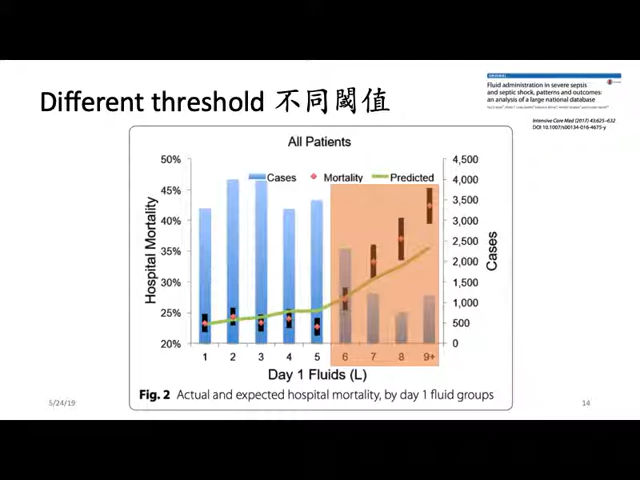 Different threshold 不同閾值
Fluid administration in severe sepsis
and septic shock, patterns and outcomes:
an analysis of a large national database
Intensive Care Med (2017) 43:625–632
DOI 10.1007/s00134-016-4675-y
All Patients
Cases Mortality Predicted
50%
45%
40%
35%
30%
25%
20%
Hospital Mortality
4,500
4,000
3,500
3,000
2,500
2,000
1,500
1,000
500
0
Cases
1 2 3 4 5 6 7 8 9+
Day 1 Fluids (L)
Fig. 2 Actual and expected hospital mortality, by day 1 fluid groups
5/24/19
14